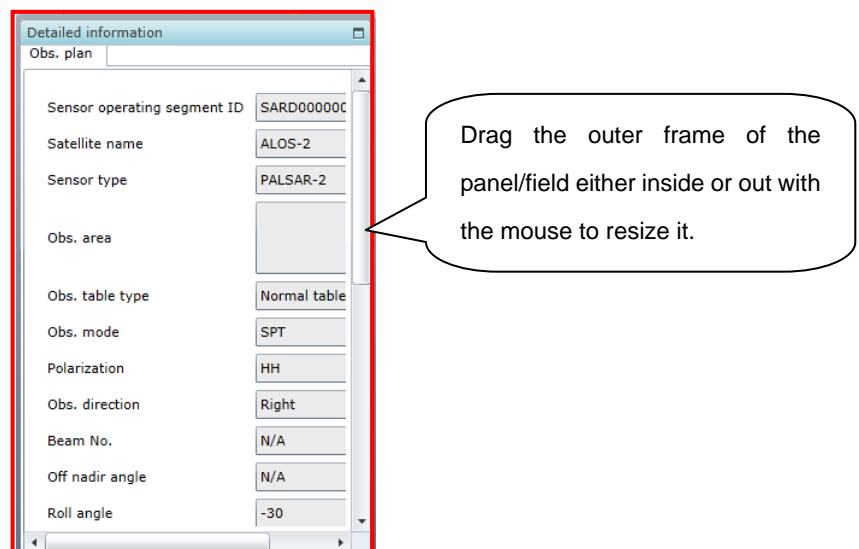 Detailed information
Obs. plan
Sensor operating segment ID SARD000000
Satellite name ALOS-2
Sensor type PALSAR-2
Obs. area
Obs. table type Normal table
Obs. mode SPT
Polarization HH
Obs. direction Right
Beam No. N/A
Off nadir angle N/A
Roll angle -30
Drag the outer frame of the
panel/field either inside or out with
the mouse to resize it.